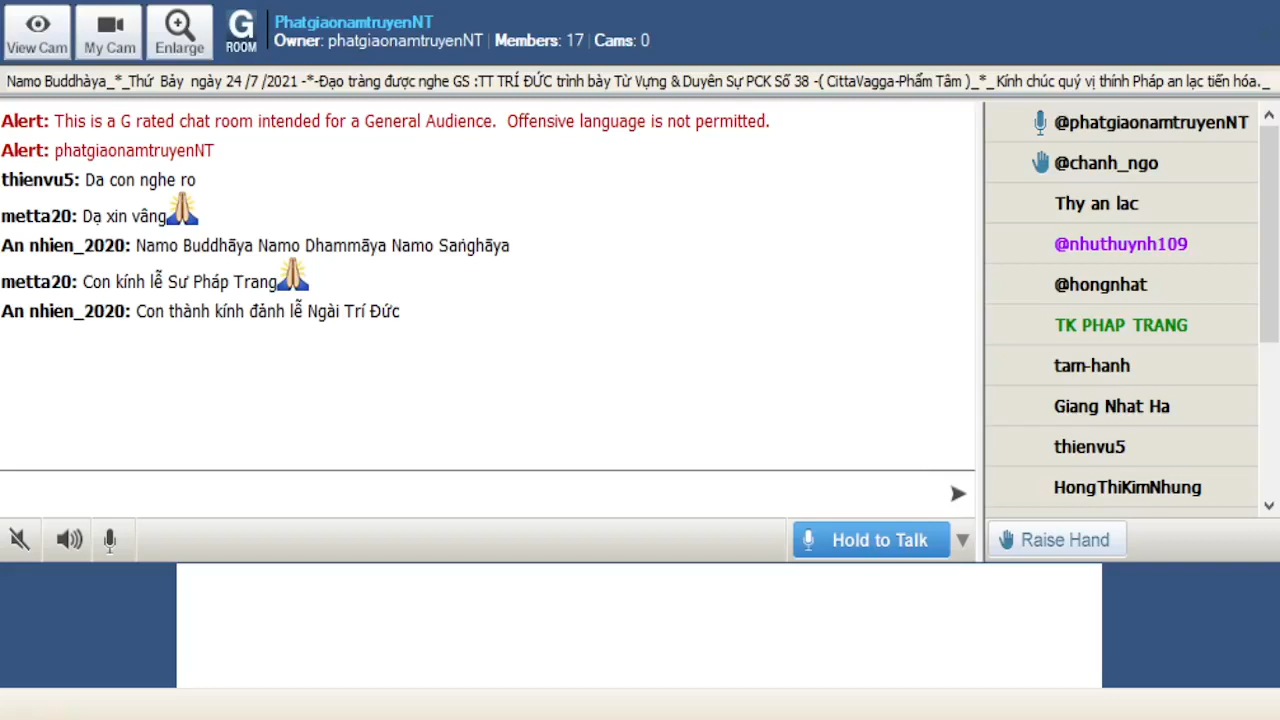 View Cam
My Cam
Enlarge
G
ROOM
PhatgiaonamtruyenNT
Owner: phatgiaonamtruyenNT | Members: 17 | Cams: 0
Namo Buddhàya_*_Thứ Bảy ngày 24 /7 /2021 -*-Đạo tràng được nghe GS :TT TRÍ ĐỨC trình bày Từ Vựng & Duyên Sự PCK Số 38 -( CittaVagga-Phẩm Tâm )_*_Kính chúc quý vị thính Pháp an lạc tiến hóa._
Alert: This is a G rated chat room intended for a General Audience. Offensive language is not permitted.
Alert: phatgiaonamtruyenNT
thienvu5: Da con nghe ro
metta20: Dạ xin vâng
An nhien_2020: Namo Buddhāya Namo Dhammāya Namo Saṅghāya
metta20: Con kính lễ Sư Pháp Trang
An nhien_2020: Con thành kính đảnh lễ Ngài Trí Đức
@phatgiaonamtruyenNT
@chanh_ngo
Thy an lac
@nhuthuynh109
@hongnhat
TK PHAP TRANG
tam-hanh
Giang Nhat Ha
thienvu5
HongThiKimNhung
Hold to Talk
Raise Hand